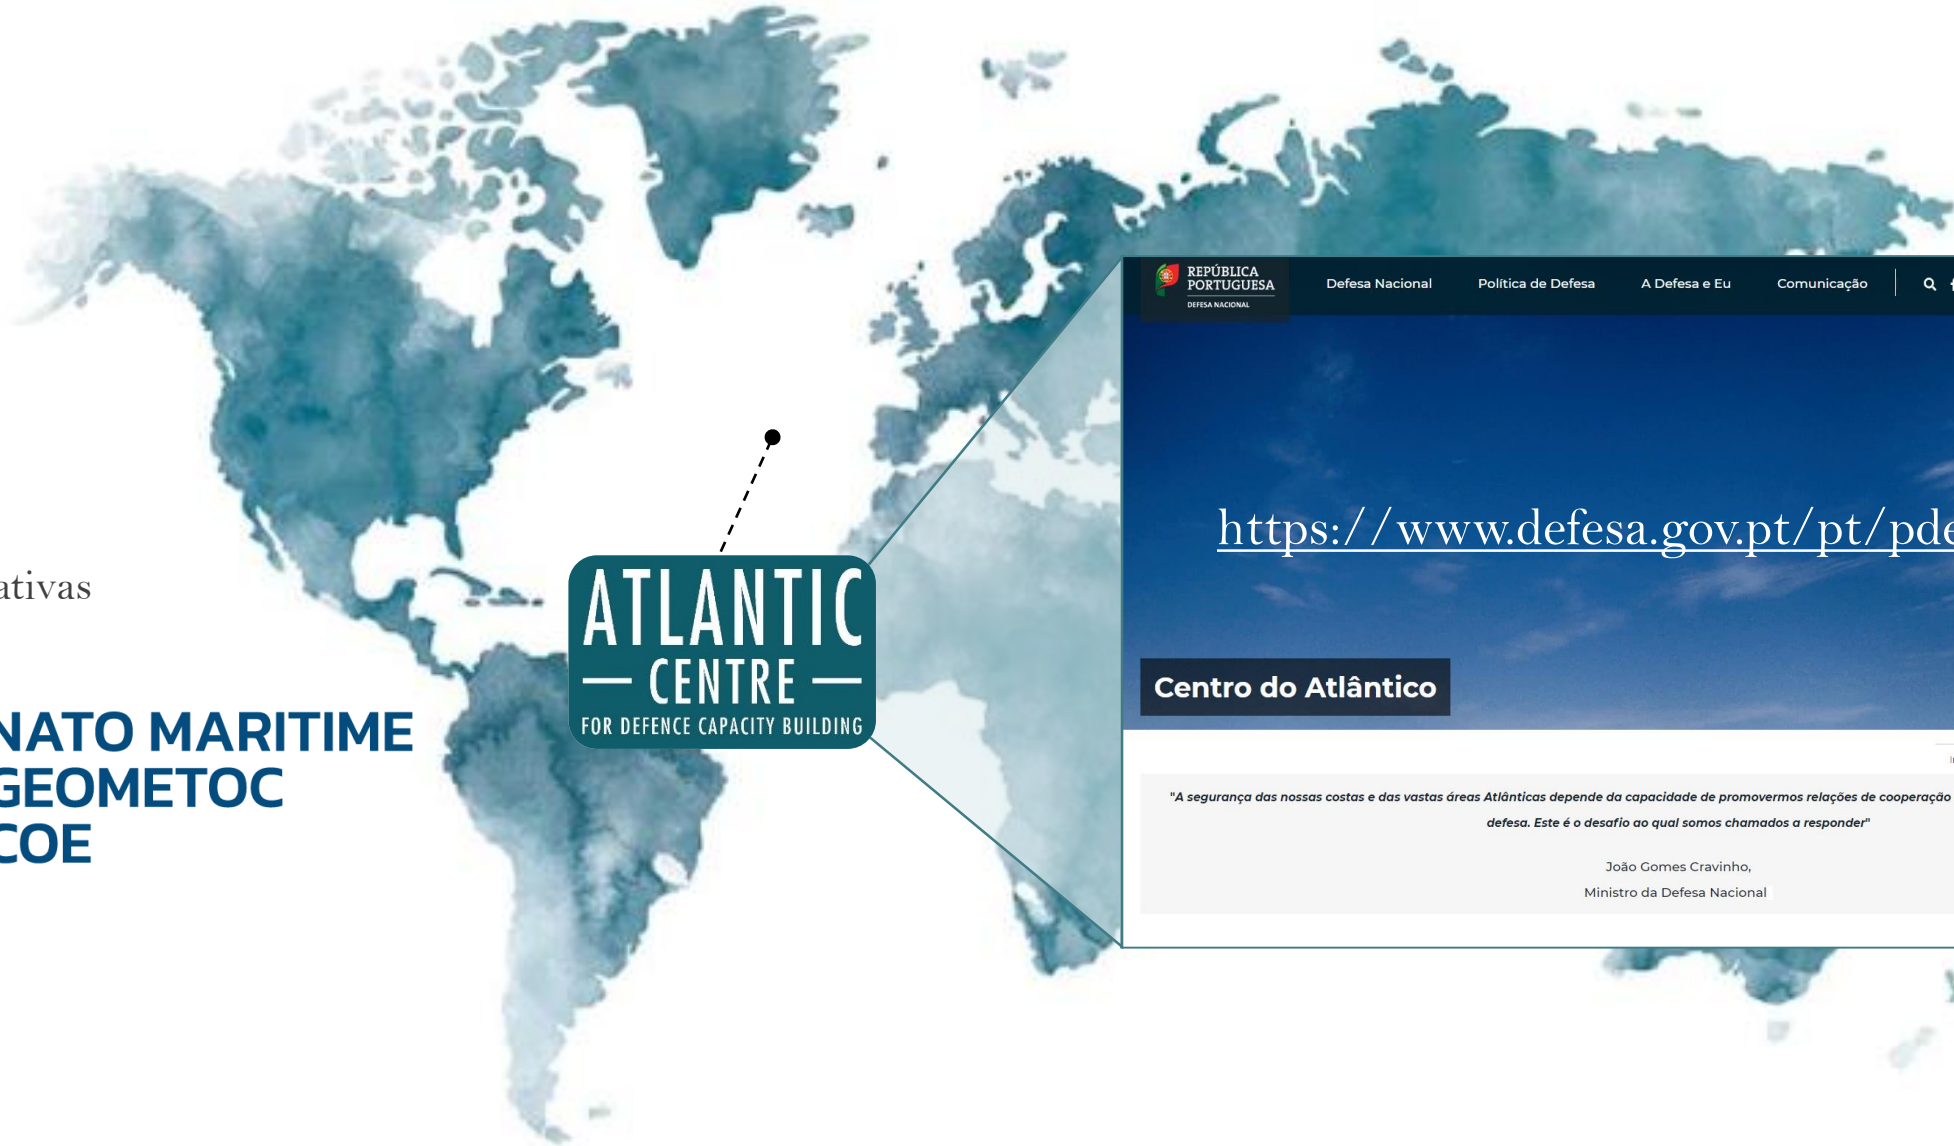 REPÚBLICA
PORTUGUESA
DEFESA NACIONAL
Defesa Nacional
Política de Defesa
A Defesa e Eu
Comunicação
https://www.defesa.gov.pt/pt/pde
ativas
ATLANTIC
CENTRE
FOR DEFENCE CAPACITY BUILDING
Centro do Atlântico
NATO MARITIME
GEOMETOC
COE
"A segurança das nossas costas e das vastas áreas Atlânticas depende da capacidade de promovermos relações de cooperação
defesa. Este é o desafio ao qual somos chamados a responder"
João Gomes Cravinho,
Ministro da Defesa Nacional